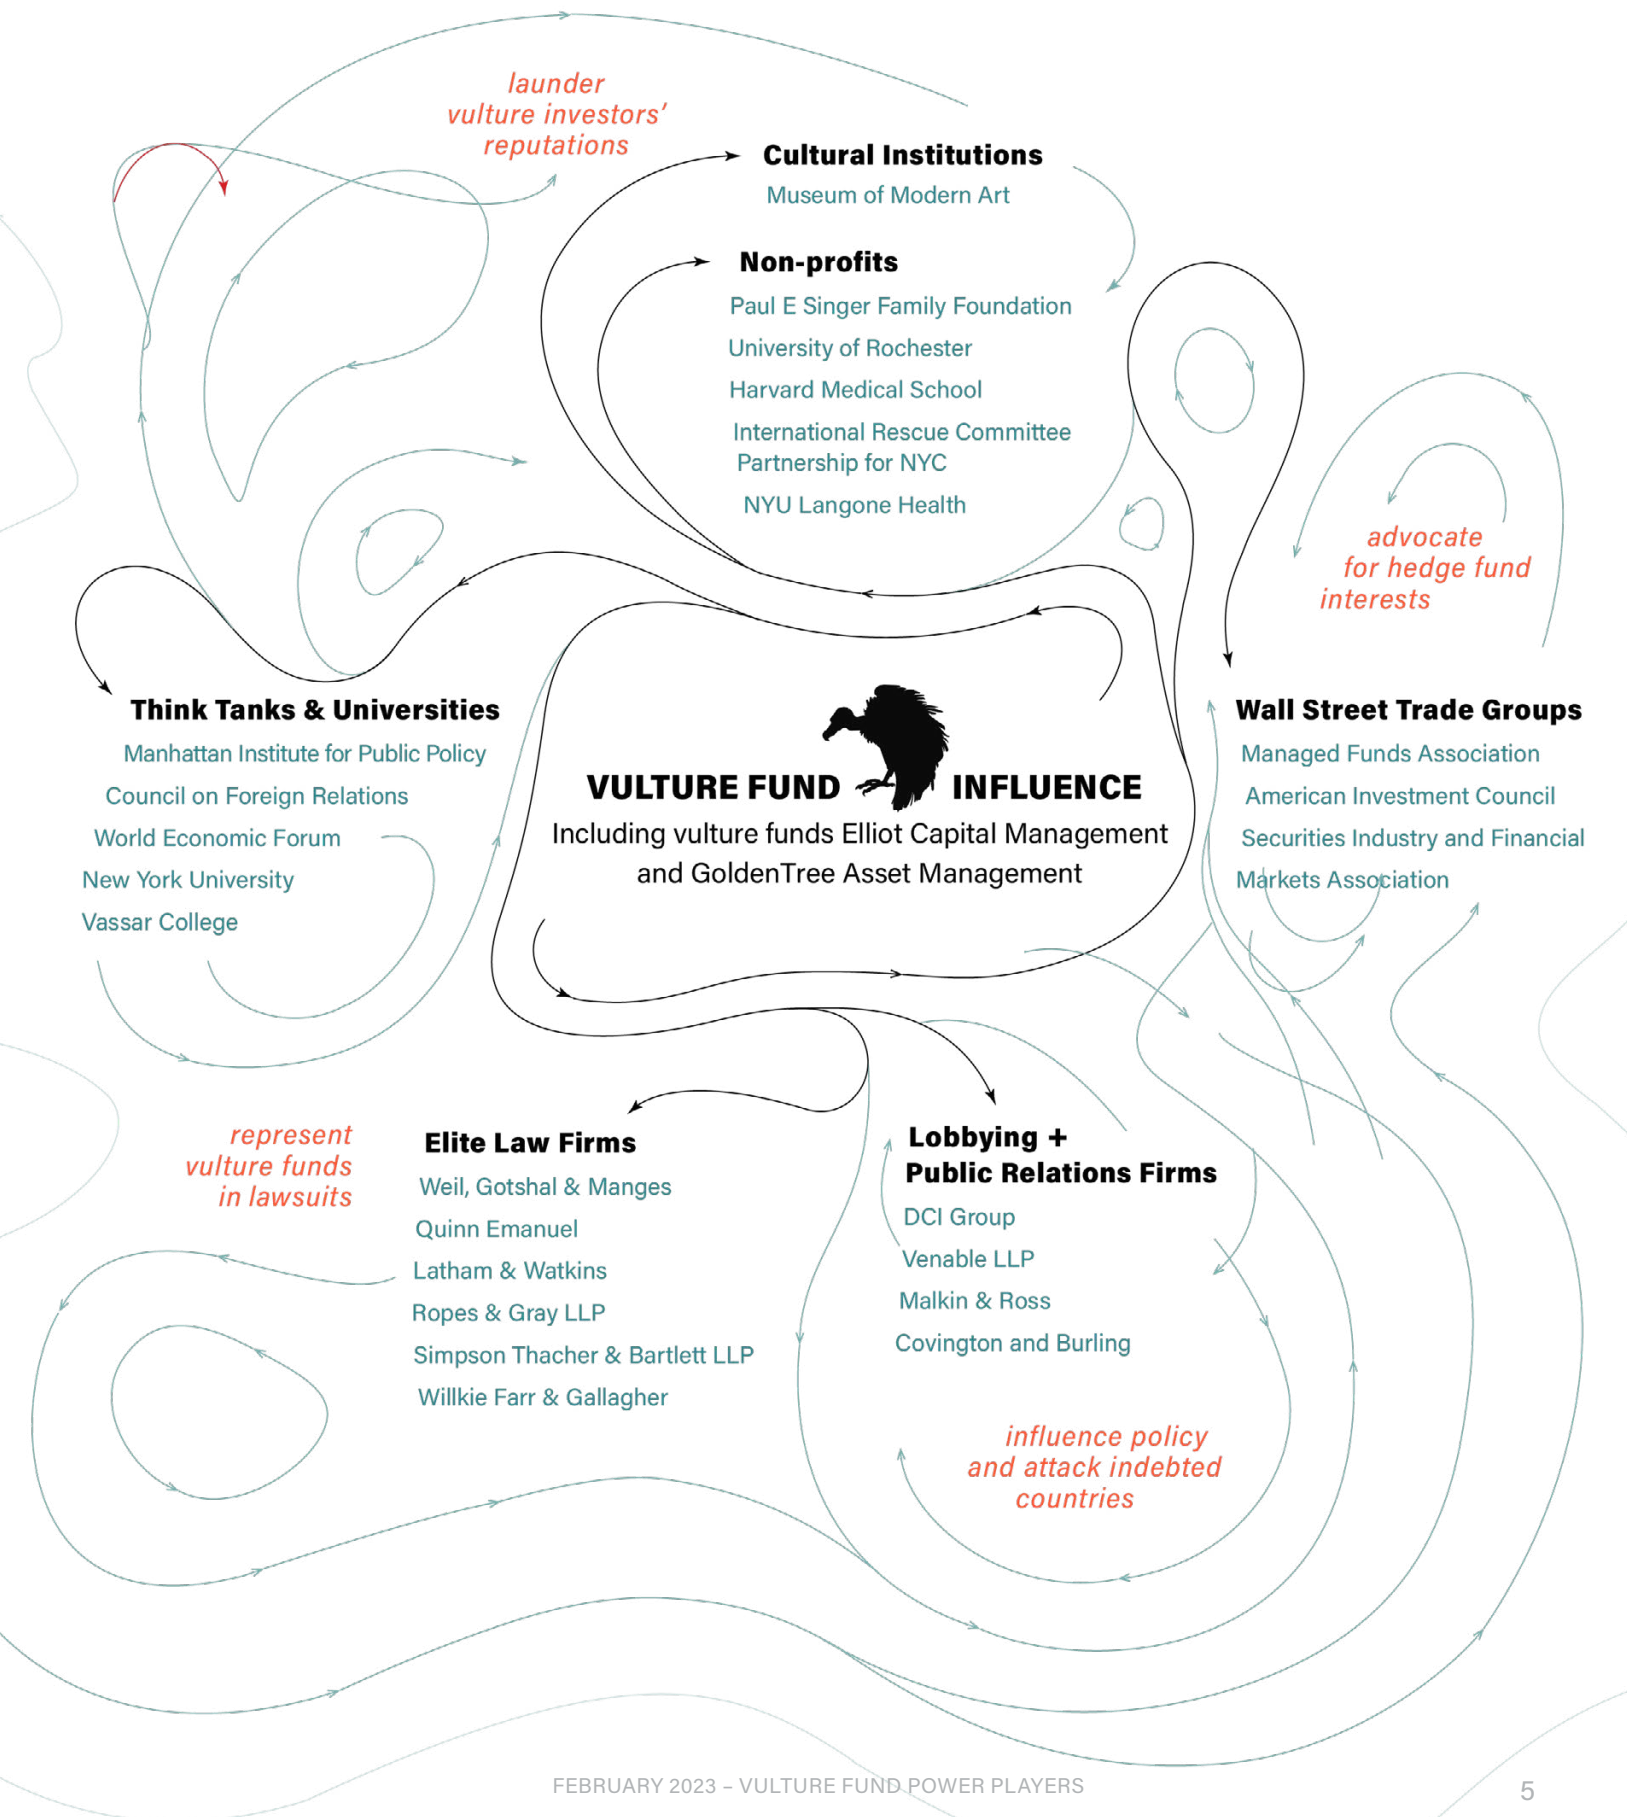 launder
vulture investors'
reputations
Cultural Institutions
Museum of Modern Art
Non-profits
Paul E Singer Family Foundation
University of Rochester
Harvard Medical School
International Rescue Committee
Partnership for NYC
NYU Langone Health
advocate
for hedge fund
interests
Think Tanks & Universities
Manhattan Institute for Public Policy
Council on Foreign Relations
World Economic Forum
New York University
Vassar College
VULTURE FUND INFLUENCE
Including vulture funds Elliot Capital Management
and GoldenTree Asset Management
Wall Street Trade Groups
Managed Funds Association
American Investment Council
Securities Industry and Financial
Markets Association
represent
vulture funds
in lawsuits
Elite Law Firms
Weil, Gotshal & Manges
Quinn Emanuel
Latham & Watkins
Ropes & Gray LLP
Simpson Thacher & Bartlett LLP
Willkie Farr & Gallagher
Lobbying +
Public Relations Firms
DCI Group
Venable LLP
Malkin & Ross
Covington and Burling
influence policy
and attack indebted
countries
FEBRUARY 2023 – VULTURE FUND POWER PLAYERS
5